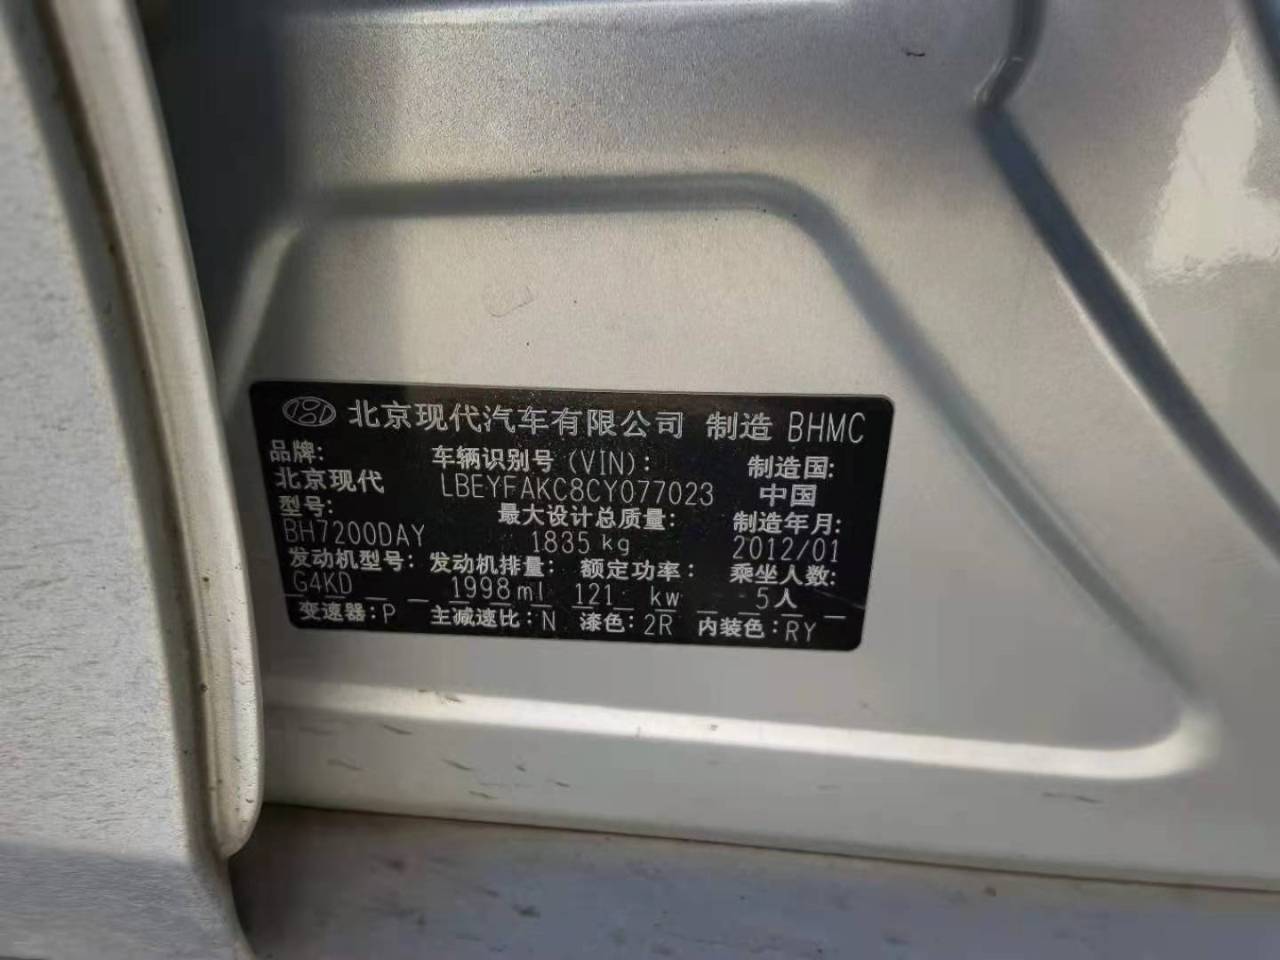 北京现代汽车有限公司 制造 BHMC
品牌: 车辆识别号 (VIN): 制造国:
北京现代 LBEYFAKC8CY077023 中国
型号: 最大设计总质量: 制造年月:
BH7200DAY 1835 kg 2012/01
发动机型号: 发动机排量: 额定功率: 乘坐人数:
G4KD 1998ml 121 kw 5人
变速器:P 主减速比:N 漆色:2R 内装色:RY